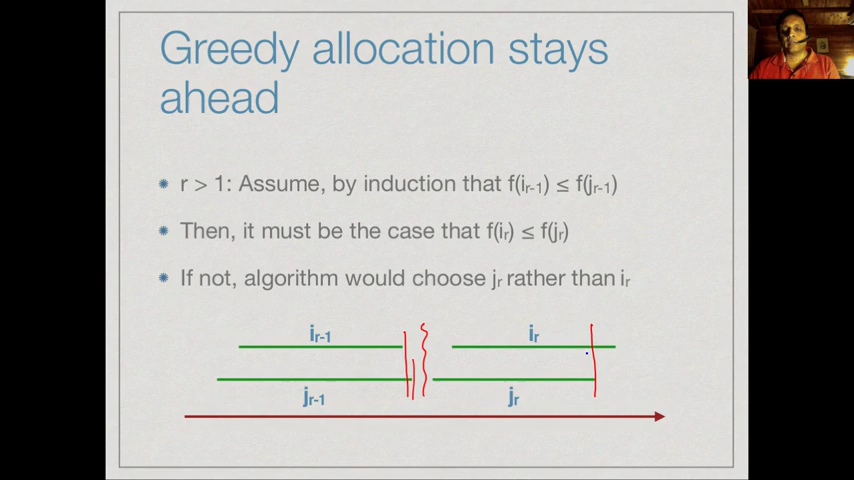 Greedy allocation stays
ahead
r > 1: Assume, by induction that f(iᵣ₋₁) ≤ f(jᵣ₋₁)
Then, it must be the case that f(iᵣ) ≤ f(jᵣ)
If not, algorithm would choose jᵣ rather than iᵣ
iᵣ₋₁ iᵣ
jᵣ₋₁ jᵣ